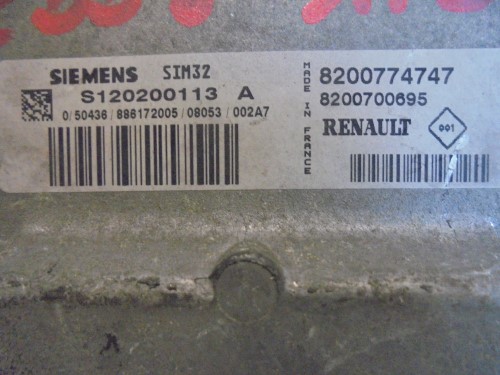 SIEMENS SIM32
S120200113 A
0/50436/886172005/08053/002A7
MADE IN FRANCE
8200774747
8200700695
RENAULT 001